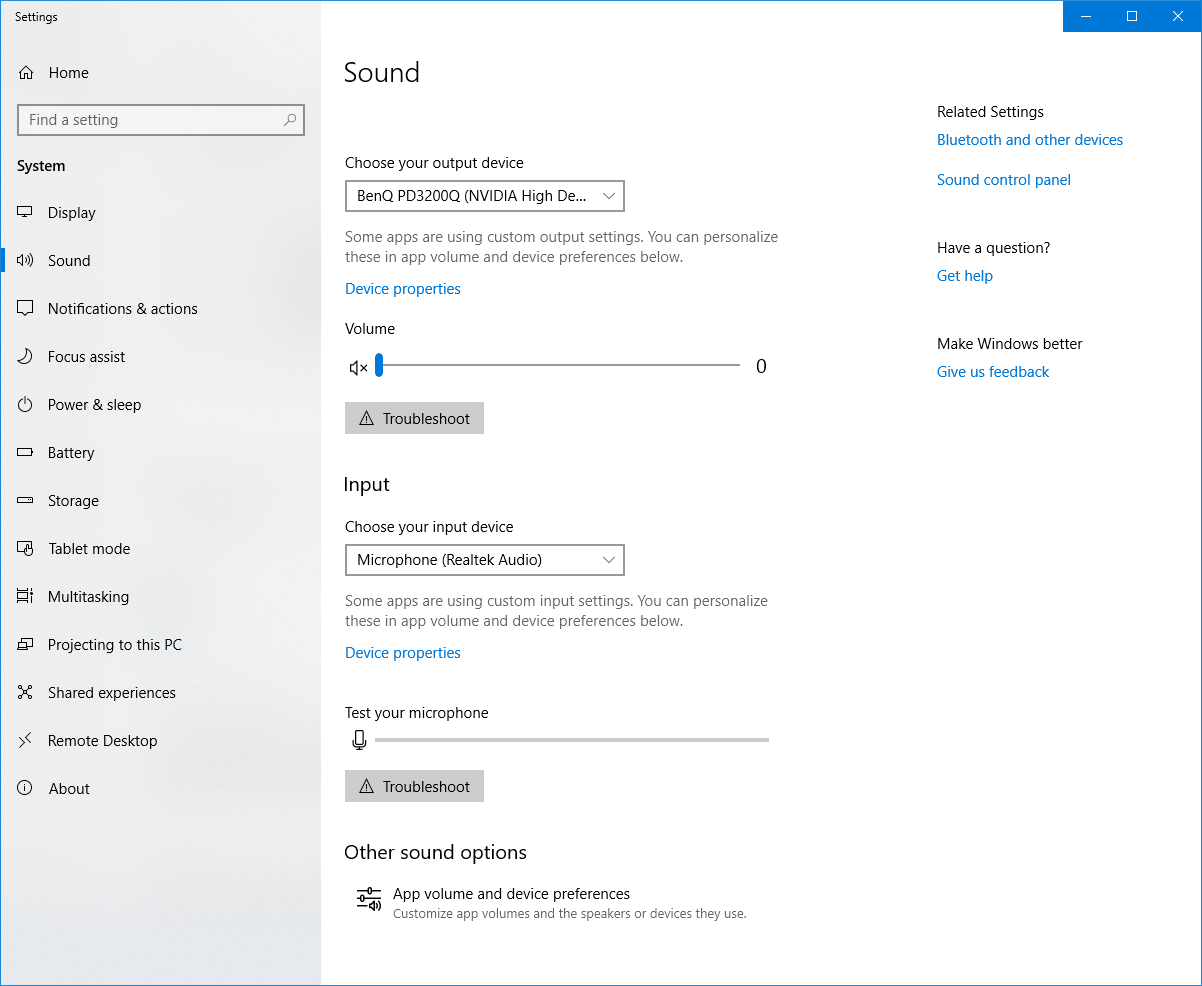 Settings
Home
Find a setting
System
Display
Sound
Notifications & actions
Focus assist
Power & sleep
Battery
Storage
Tablet mode
Multitasking
Projecting to this PC
Shared experiences
Remote Desktop
About
Sound
Choose your output device
BenQ PD3200Q (NVIDIA High De...
Some apps are using custom output settings. You can personalize
these in app volume and device preferences below.
Device properties
Volume
0
Troubleshoot
Input
Choose your input device
Microphone (Realtek Audio)
Some apps are using custom input settings. You can personalize
these in app volume and device preferences below.
Device properties
Test your microphone
Troubleshoot
Other sound options
App volume and device preferences
Customize app volumes and the speakers or devices they use.
Related Settings
Bluetooth and other devices
Sound control panel
Have a question?
Get help
Make Windows better
Give us feedback